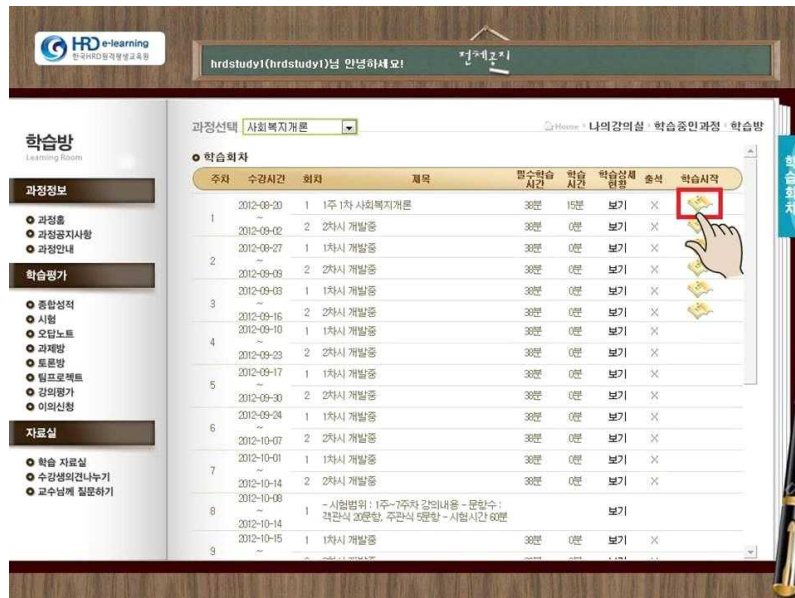 HRD e-learning
한국HRD원격평생교육원
hrdstudy1(hrdstudy1)님 안녕하세요!
전체공지
학습방
Learning Room
과정정보
과정홈
과정공지사항
과정안내
학습평가
종합성적
시험
오답노트
과제방
토론방
팀프로젝트
강의평가
이의신청
자료실
학습 자료실
수강생의견나누기
교수님께 질문하기
과정선택 사회복지개론
Home 나의강의실 학습중인과정 학습방
학습회차
주차 수강시간 회차 제목 필수학습시간 학습시간 학습상세현황 출석 학습시작
1 2012-08-20 ~ 2012-09-02
1 1주 1차 사회복지개론 38분 15분 보기 X
2 2차시 개발중 38분 0분 보기 X
2 2012-08-27 ~ 2012-09-09
1 1차시 개발중 38분 0분 보기 X
2 2차시 개발중 38분 0분 보기 X
3 2012-09-03 ~ 2012-09-16
1 1차시 개발중 38분 0분 보기 X
2 2차시 개발중 38분 0분 보기 X
4 2012-09-10 ~ 2012-09-23
1 1차시 개발중 38분 0분 보기 X
2 2차시 개발중 38분 0분 보기 X
5 2012-09-17 ~ 2012-09-30
1 1차시 개발중 38분 0분 보기 X
2 2차시 개발중 38분 0분 보기 X
6 2012-09-24 ~ 2012-10-07
1 1차시 개발중 38분 0분 보기 X
2 2차시 개발중 38분 0분 보기 X
7 2012-10-01 ~ 2012-10-14
1 1차시 개발중 38분 0분 보기 X
2 2차시 개발중 38분 0분 보기 X
8 2012-10-08 ~ 2012-10-14
1 - 시험범위 : 1주~7주차 강의내용 - 문항수 :
객관식 20문항, 주관식 5문항 - 시험시간 60분 보기
9 2012-10-15 ~
1 1차시 개발중 38분 0분 보기 X
학습회차